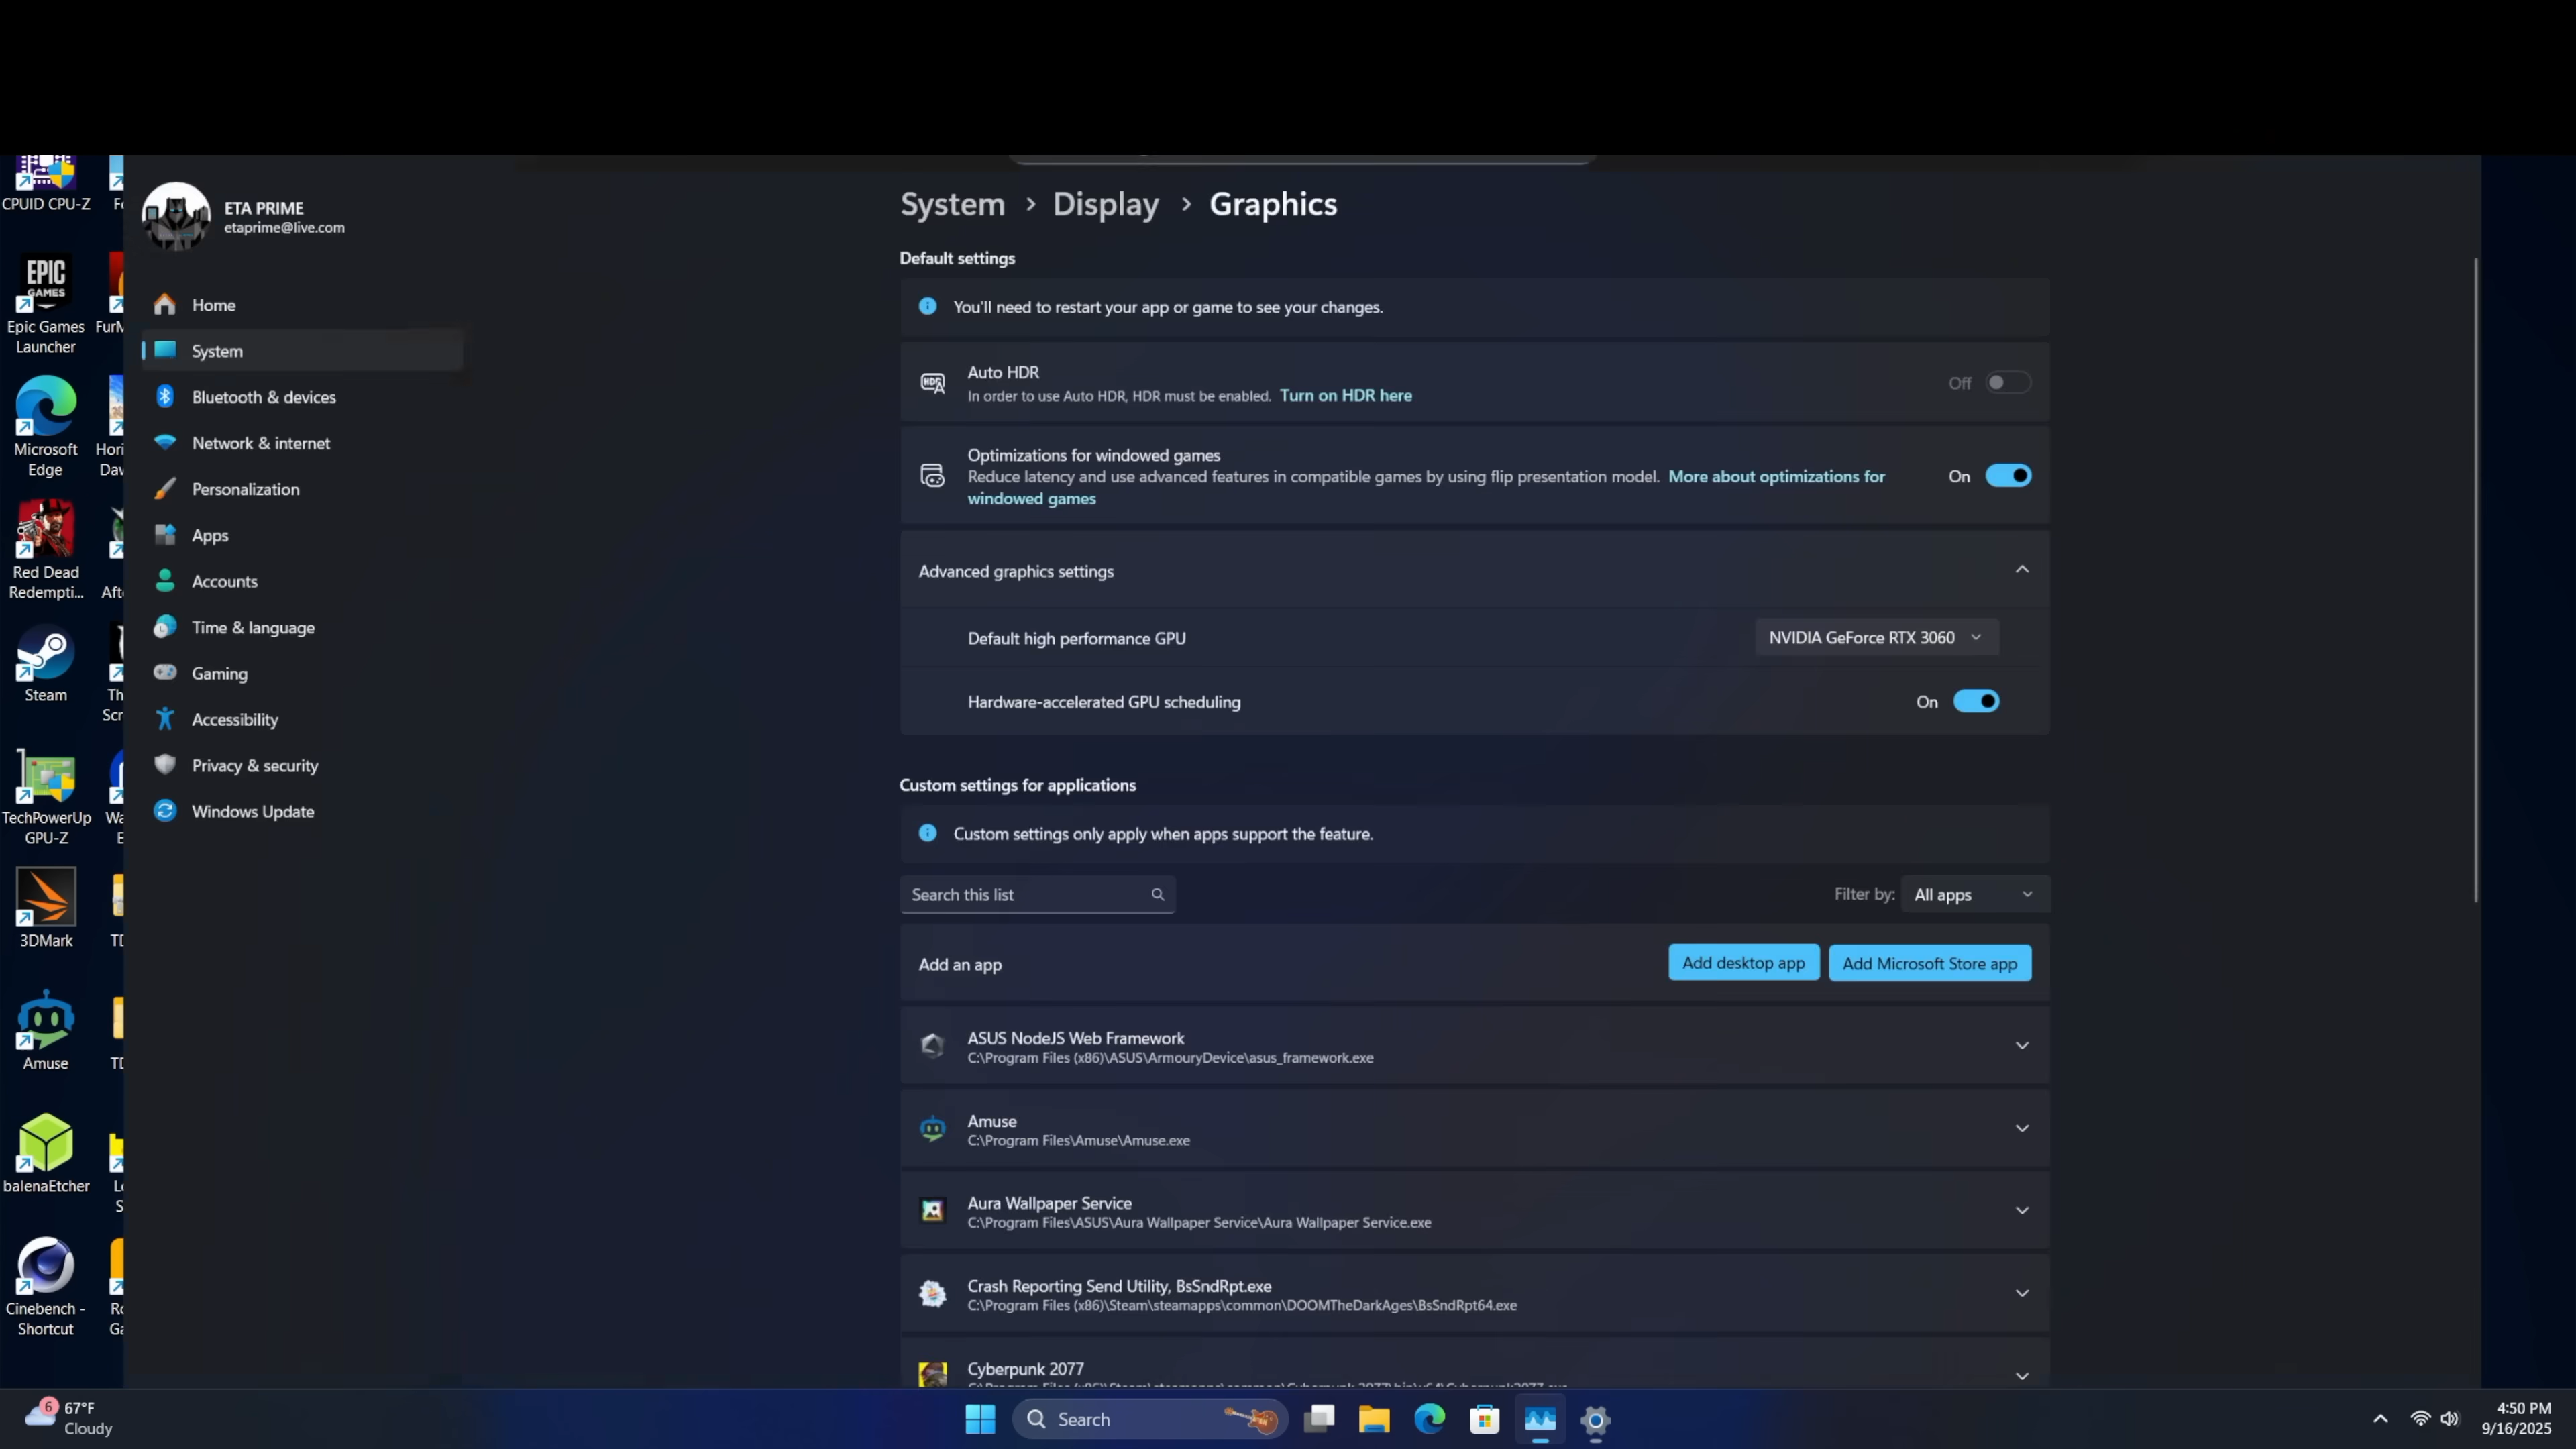 CPUID CPU-Z
EPIC
GAMES
Epic Games
Launcher
Microsoft
Edge
Red Dead
Redempti...
Steam
TechPowerUp
GPU-Z
3DMark
Amuse
balenaEtcher
Cinebench -
Shortcut
ETA PRIME
etaprime@live.com
Home
System
Bluetooth & devices
Network & internet
Personalization
Apps
Accounts
Time & language
Gaming
Accessibility
Privacy & security
Windows Update
System > Display > Graphics
Default settings
You'll need to restart your app or game to see your changes.
HDR
Auto HDR
In order to use Auto HDR, HDR must be enabled. Turn on HDR here
Off
Optimizations for windowed games
Reduce latency and use advanced features in compatible games by using flip presentation model. More about optimizations for
windowed games
On
Advanced graphics settings
Default high performance GPU
NVIDIA GeForce RTX 3060
Hardware-accelerated GPU scheduling
On
Custom settings for applications
Custom settings only apply when apps support the feature.
Search this list
Filter by: All apps
Add an app
Add desktop app
Add Microsoft Store app
ASUS NodeJS Web Framework
C:\Program Files (x86)\ASUS\ArmouryDevice\asus_framework.exe
Amuse
C:\Program Files\Amuse\Amuse.exe
Aura Wallpaper Service
C:\Program Files\ASUS\Aura Wallpaper Service\Aura Wallpaper Service.exe
Crash Reporting Send Utility, BsSndRpt.exe
C:\Program Files (x86)\Steam\steamapps\common\DOOMTheDarkAges\BsSndRpt64.exe
Cyberpunk 2077
6
67°F
Cloudy
Search
4:50 PM
9/16/2025